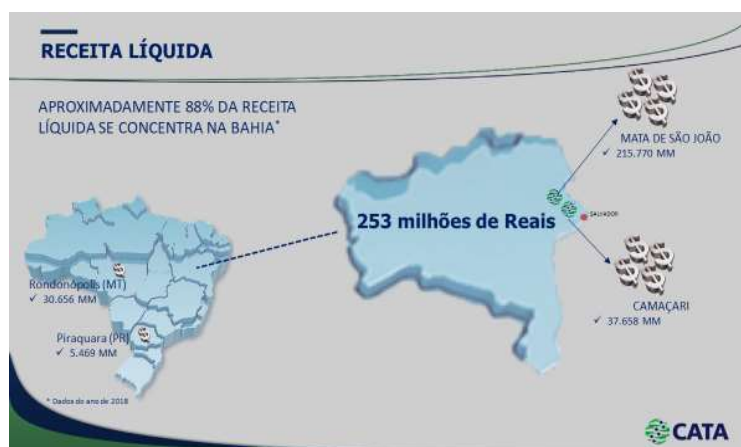 RECEITA LÍQUIDA
APROXIMADAMENTE 88% DA RECEITA
LÍQUIDA SE CONCENTRA NA BAHIA*
MATA DE SÃO JOÃO
✓ 215.770 MM
253 milhões de Reais
SALVADOR
Rondonópolis (MT)
✓ 30.656 MM
CAMAÇARI
✓ 37.658 MM
Piraquara (PR)
✓ 5.469 MM
* Dados do ano de 2018
CATA